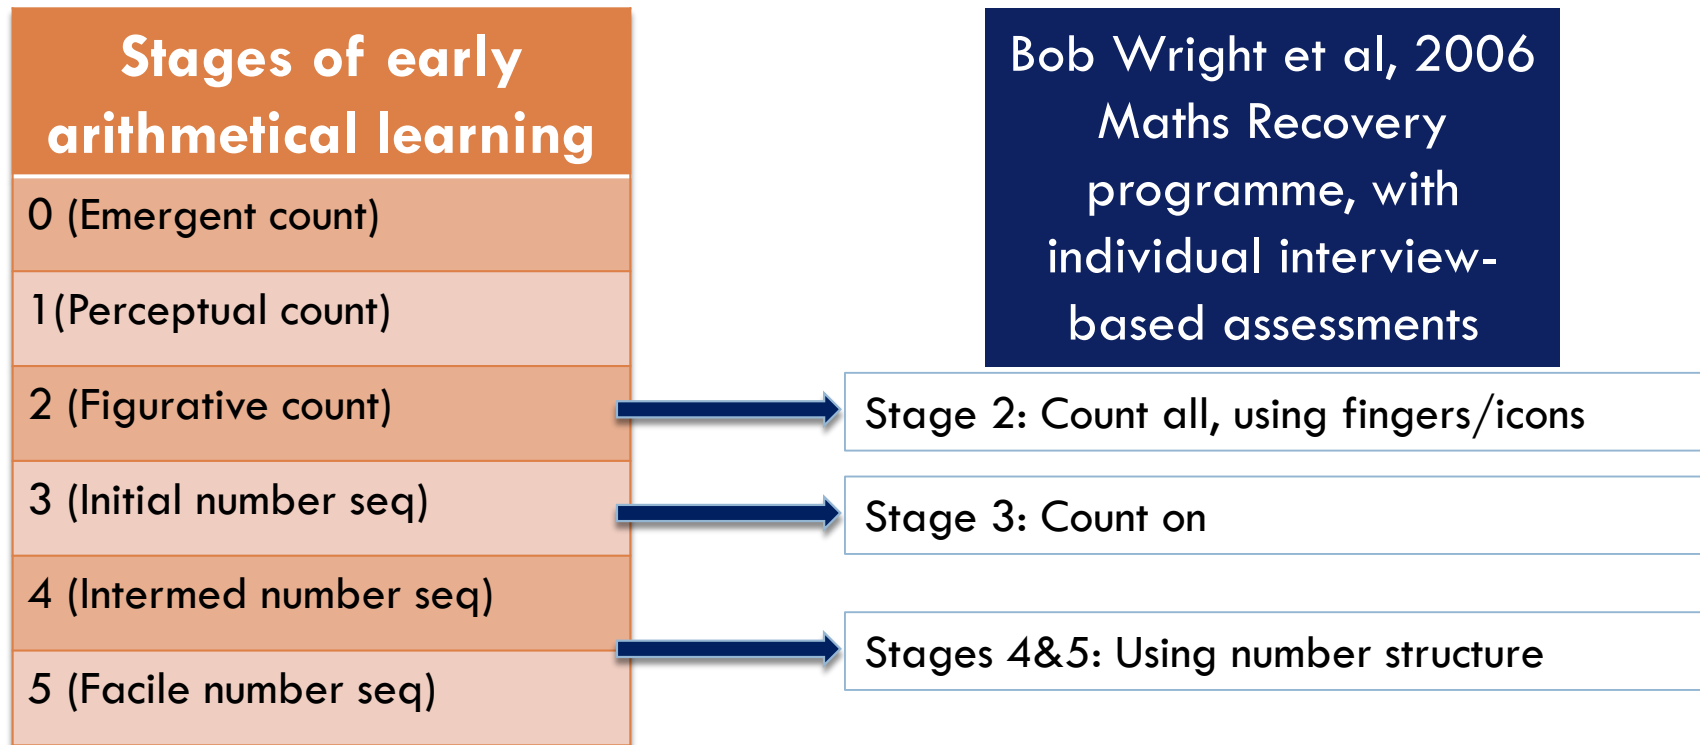 Stages of early
arithmetical learning
0 (Emergent count)
1(Perceptual count)
2 (Figurative count)
3 (Initial number seq)
4 (Intermed number seq)
5 (Facile number seq)
Bob Wright et al, 2006
Maths Recovery
programme, with
individual interview-
based assessments
Stage 2: Count all, using fingers/icons
Stage 3: Count on
Stages 4&5: Using number structure